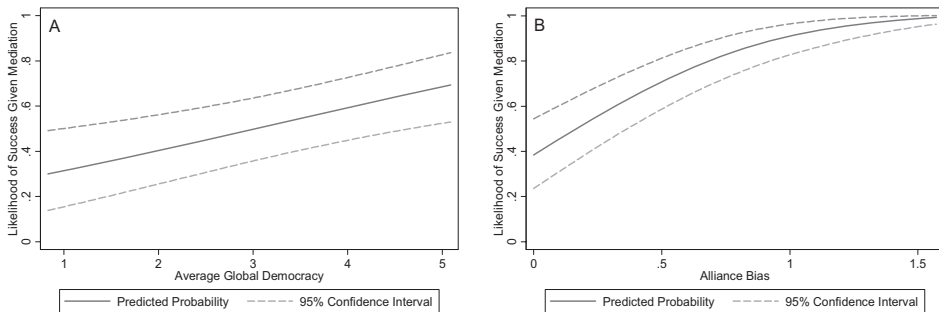 A
Likelihood of Success Given Mediation
1
.8
.6
.4
.2
0
1 2 3 4 5
Average Global Democracy
Predicted Probability 95% Confidence Interval
B
Likelihood of Success Given Mediation
1
.8
.6
.4
.2
0
0 .5 1 1.5
Alliance Bias
Predicted Probability 95% Confidence Interval